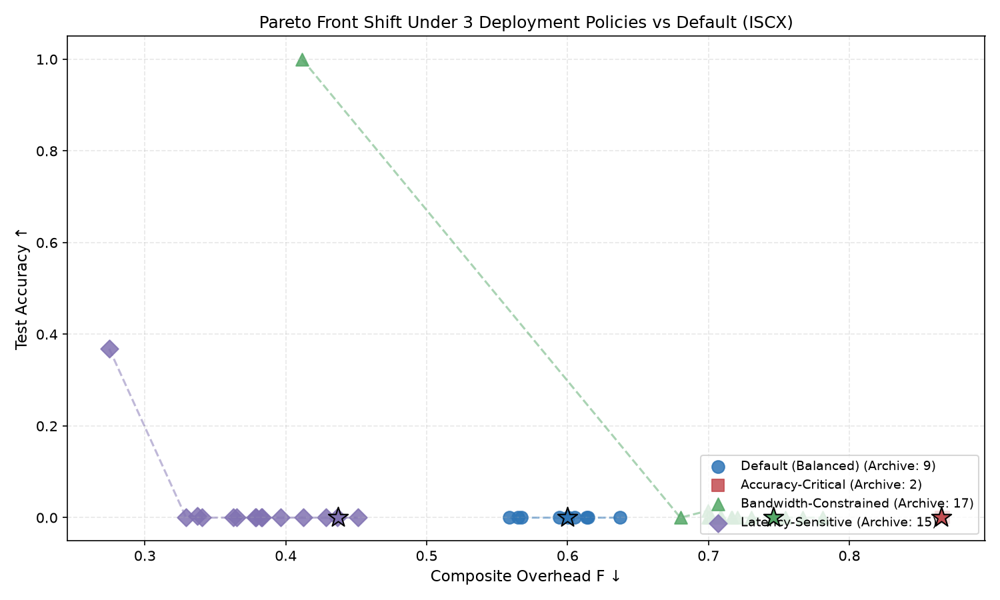 Pareto Front Shift Under 3 Deployment Policies vs Default (ISCX)
Test Accuracy ↑
1.0
0.8
0.6
0.4
0.2
0.0
Default (Balanced) (Archive: 9)
Accuracy-Critical (Archive: 2)
Bandwidth-Constrained (Archive: 17)
Latency-Sensitive (Archive: 15)
0.3
0.4
0.5
0.6
0.7
0.8
Composite Overhead F ↓